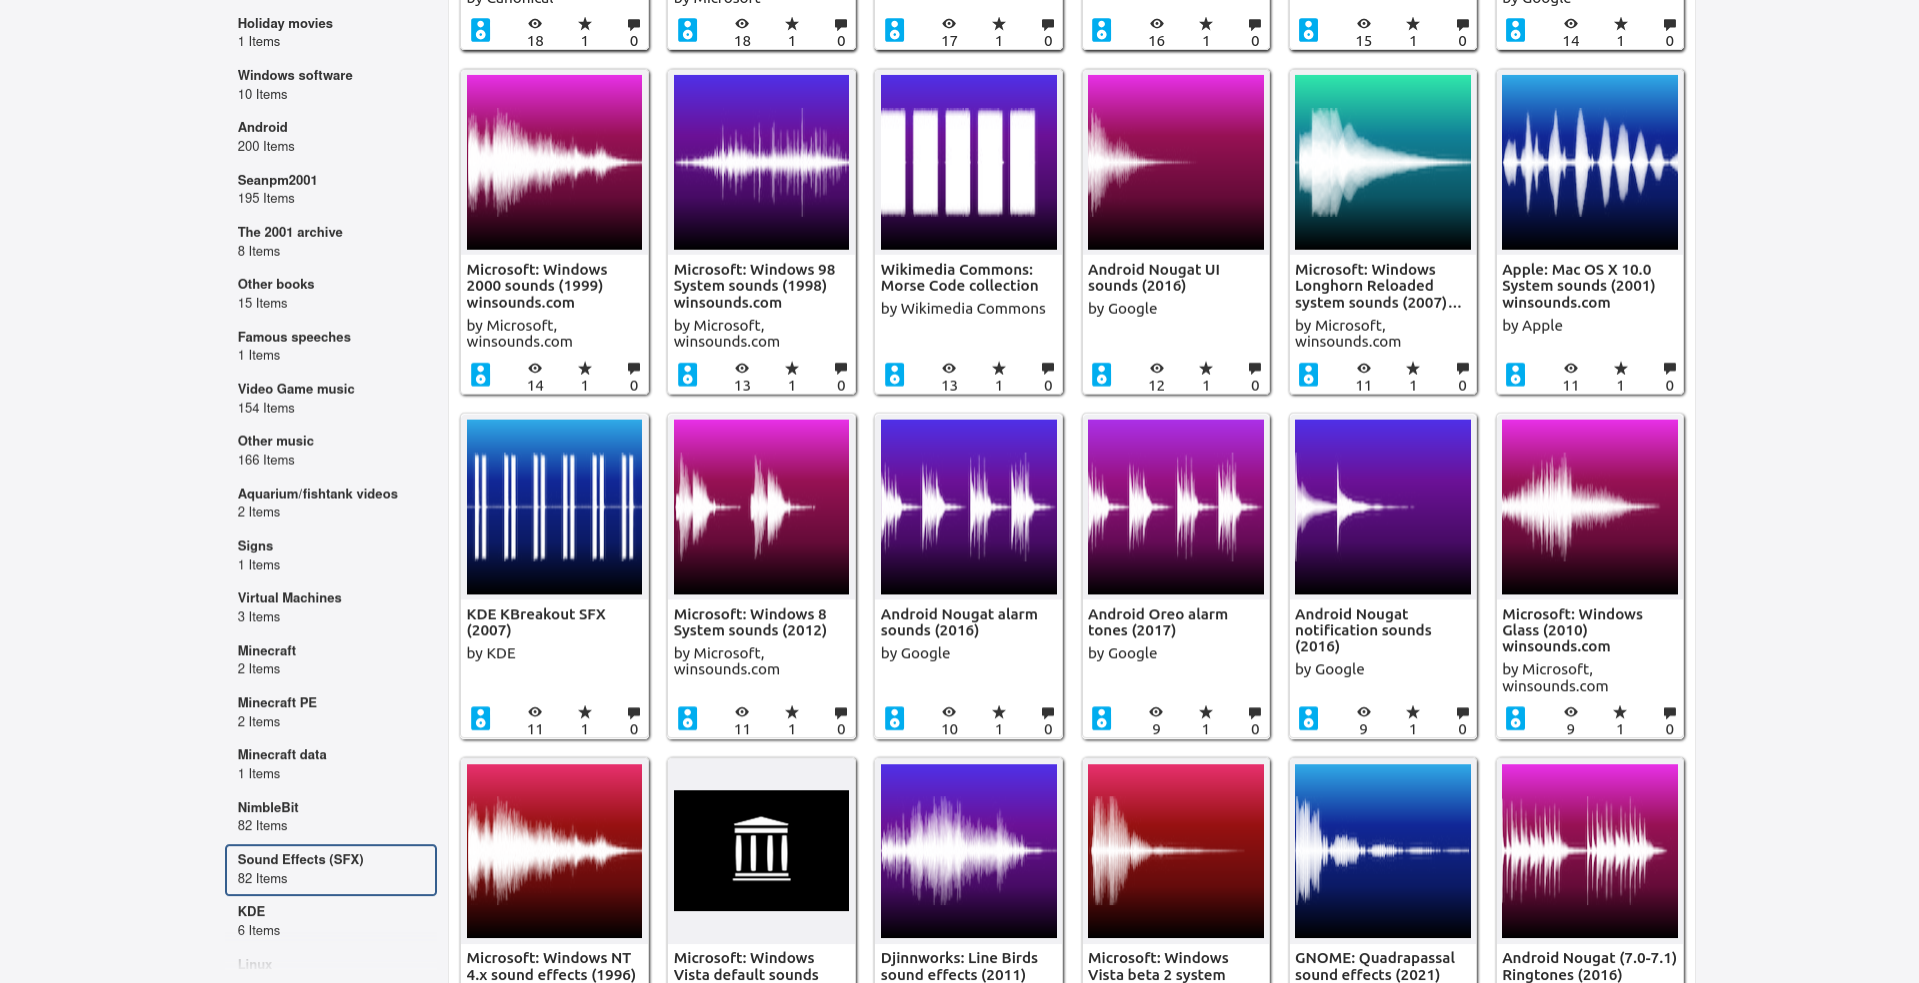 Holiday movies
1 Items
Windows software
10 Items
Android
200 Items
Seanpm2001
195 Items
The 2001 archive
8 Items
Other books
15 Items
Famous speeches
1 Items
Video Game music
154 Items
Other music
166 Items
Aquarium/fishtank videos
2 Items
Signs
1 Items
Virtual Machines
3 Items
Minecraft
2 Items
Minecraft PE
2 Items
Minecraft data
1 Items
NimbleBit
82 Items
Sound Effects (SFX)
82 Items
KDE
6 Items
Linux
by Canonical
18 1 0
by Microsoft
18 1 0
17 1 0
16 1 0
15 1 0
by Google
14 1 0
Microsoft: Windows
2000 sounds (1999)
winsounds.com
by Microsoft,
winsounds.com
14 1 0
Microsoft: Windows 98
System sounds (1998)
winsounds.com
by Microsoft,
winsounds.com
13 1 0
Wikimedia Commons:
Morse Code collection
by Wikimedia Commons
13 1 0
Android Nougat UI
sounds (2016)
by Google
12 1 0
Microsoft: Windows
Longhorn Reloaded
system sounds (2007)...
by Microsoft,
winsounds.com
11 1 0
Apple: Mac OS X 10.0
System sounds (2001)
winsounds.com
by Apple
11 1 0
KDE KBreakout SFX
(2007)
by KDE
11 1 0
Microsoft: Windows 8
System sounds (2012)
by Microsoft,
winsounds.com
11 1 0
Android Nougat alarm
sounds (2016)
by Google
10 1 0
Android Oreo alarm
tones (2017)
by Google
9 1 0
Android Nougat
notification sounds
(2016)
by Google
9 1 0
Microsoft: Windows
Glass (2010)
winsounds.com
by Microsoft,
winsounds.com
9 1 0
Microsoft: Windows NT
4.x sound effects (1996)
Microsoft: Windows
Vista default sounds
Djinnworks: Line Birds
sound effects (2011)
Microsoft: Windows
Vista beta 2 system
GNOME: Quadrapassal
sound effects (2021)
Android Nougat (7.0-7.1)
Ringtones (2016)